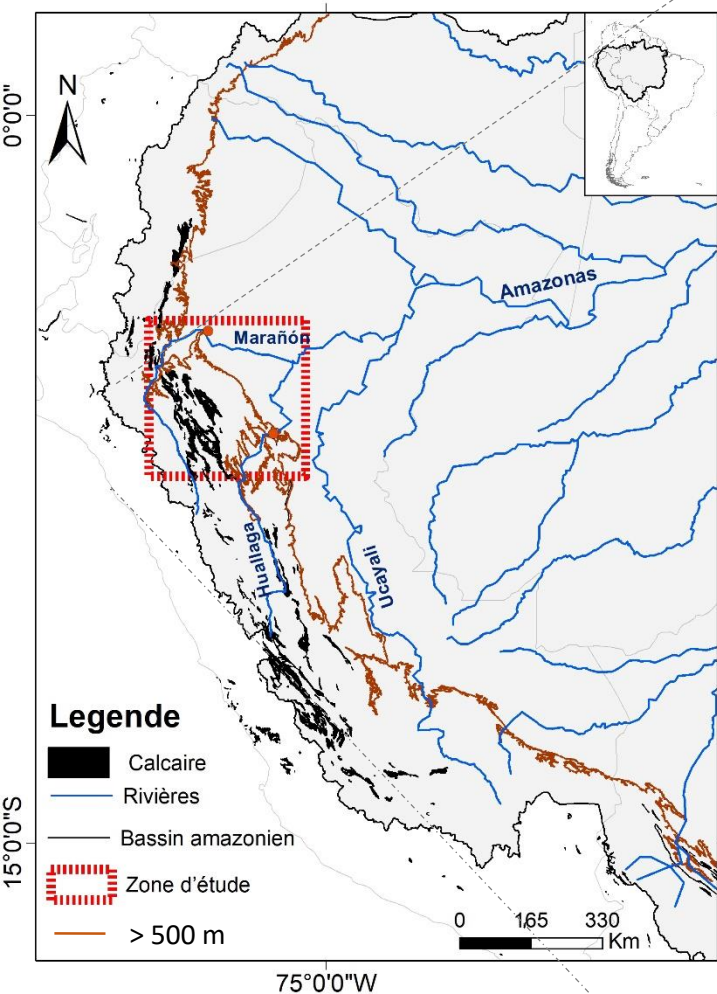 N
0°0'0"
Amazonas
Marañón
Huallaga
Ucayali
Legende
Calcaire
Rivières
Bassin amazonien
Zone d'étude
> 500 m
15°0'0"S
0 165 330
Km
75°0'0"W